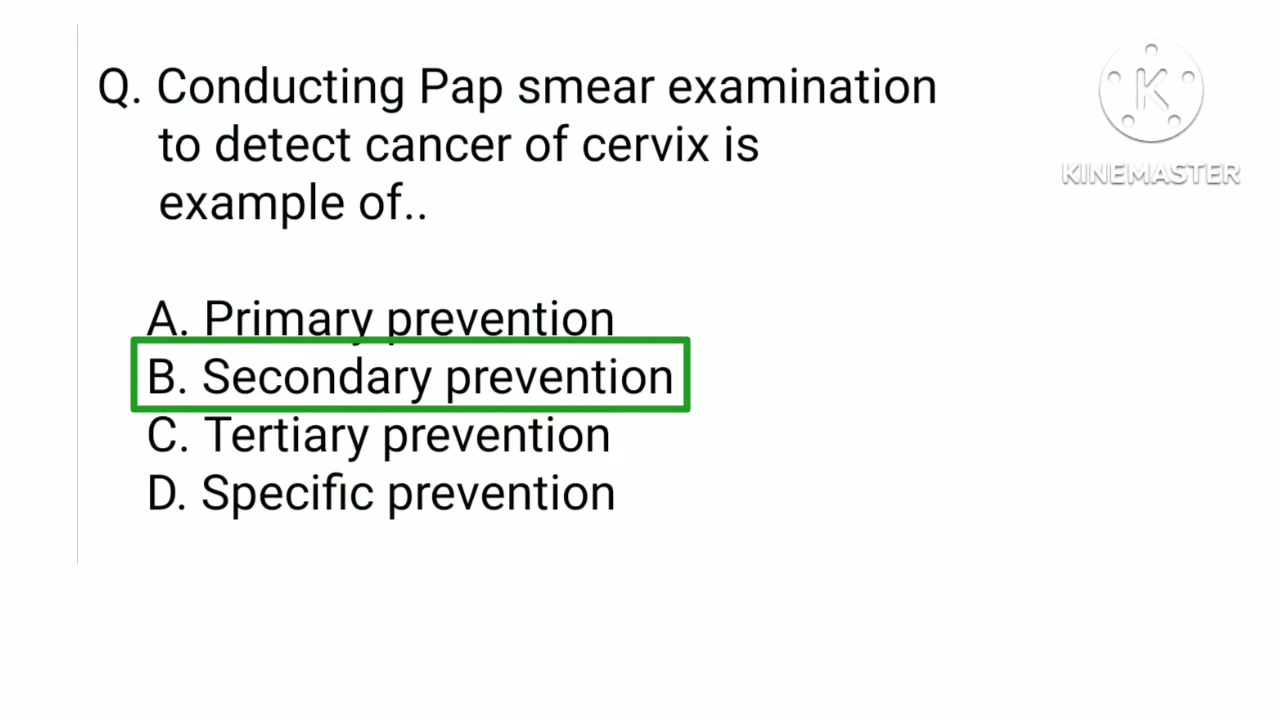 Q. Conducting Pap smear examination
to detect cancer of cervix is
example of..
K
KINEMASTER
A. Primary prevention
B. Secondary prevention
C. Tertiary prevention
D. Specific prevention